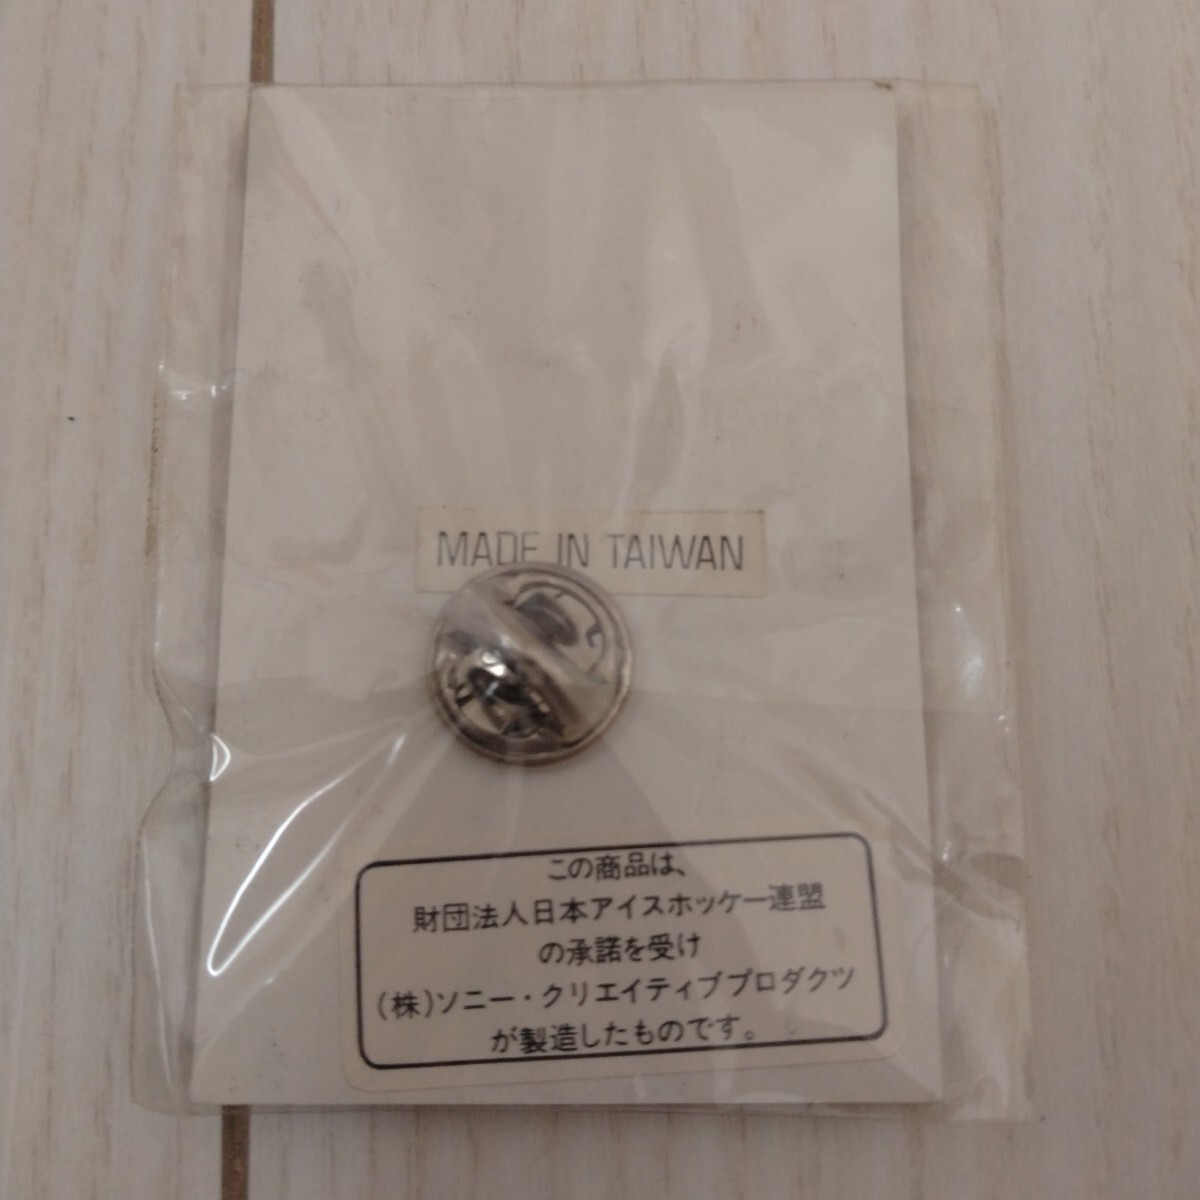 MADE IN TAIWAN
この商品は、
財団法人日本アイスホッケー連盟
の承諾を受け
(株)ソニー・クリエイティブプロダクツ
が製造したものです。